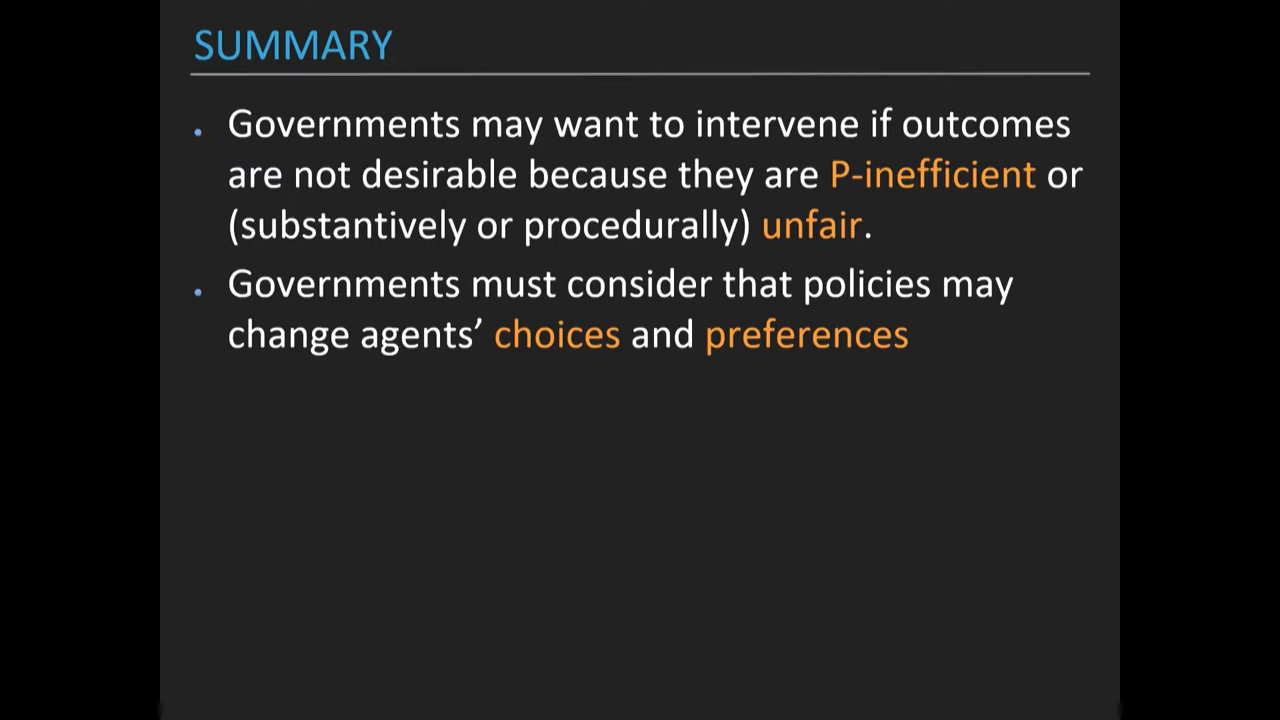 SUMMARY
. Governments may want to intervene if outcomes
are not desirable because they are P-inefficient or
(substantively or procedurally) unfair.
. Governments must consider that policies may
change agents’ choices and preferences